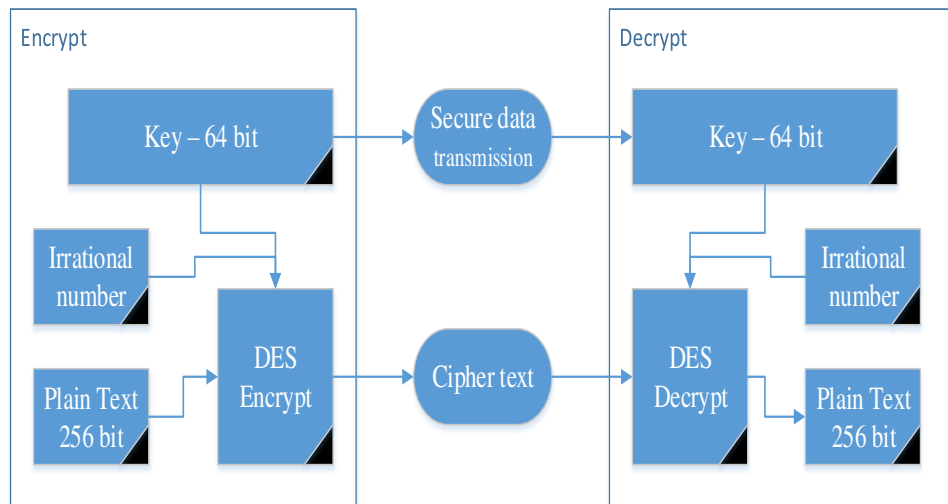 Encrypt
Key – 64 bit
Irrational
number
Plain Text
256 bit
DES
Encrypt
Secure data
transmission
Cipher text
Decrypt
Key – 64 bit
Irrational
number
DES
Decrypt
Plain Text
256 bit